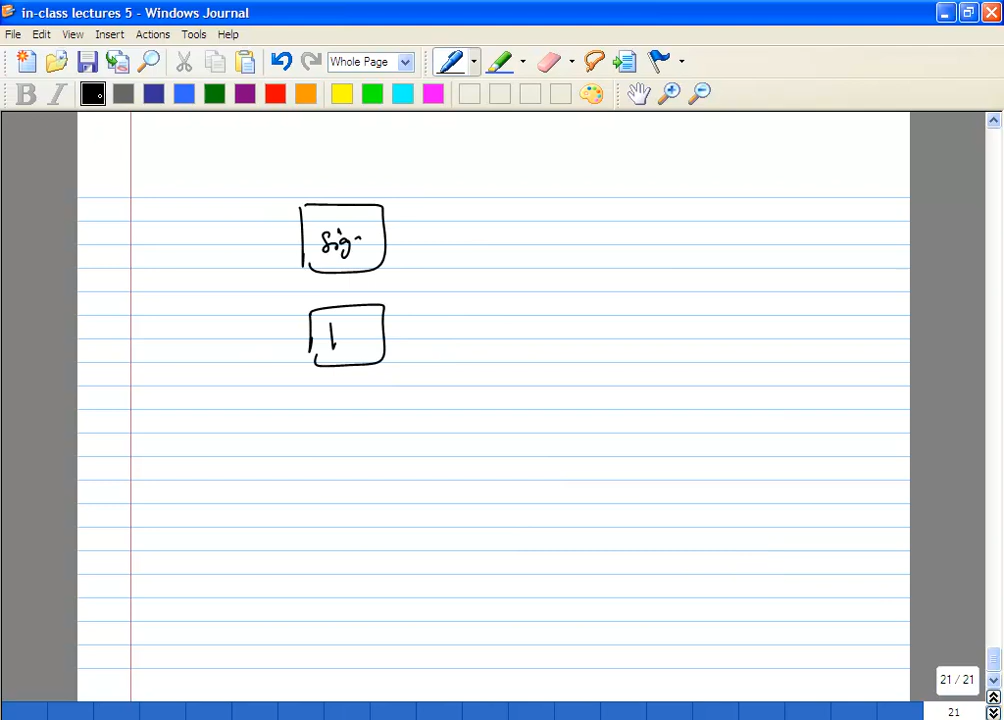 in-class lectures 5 - Windows Journal
File Edit View Insert Actions Tools Help
Whole Page
B I
Sig
21 / 21
21